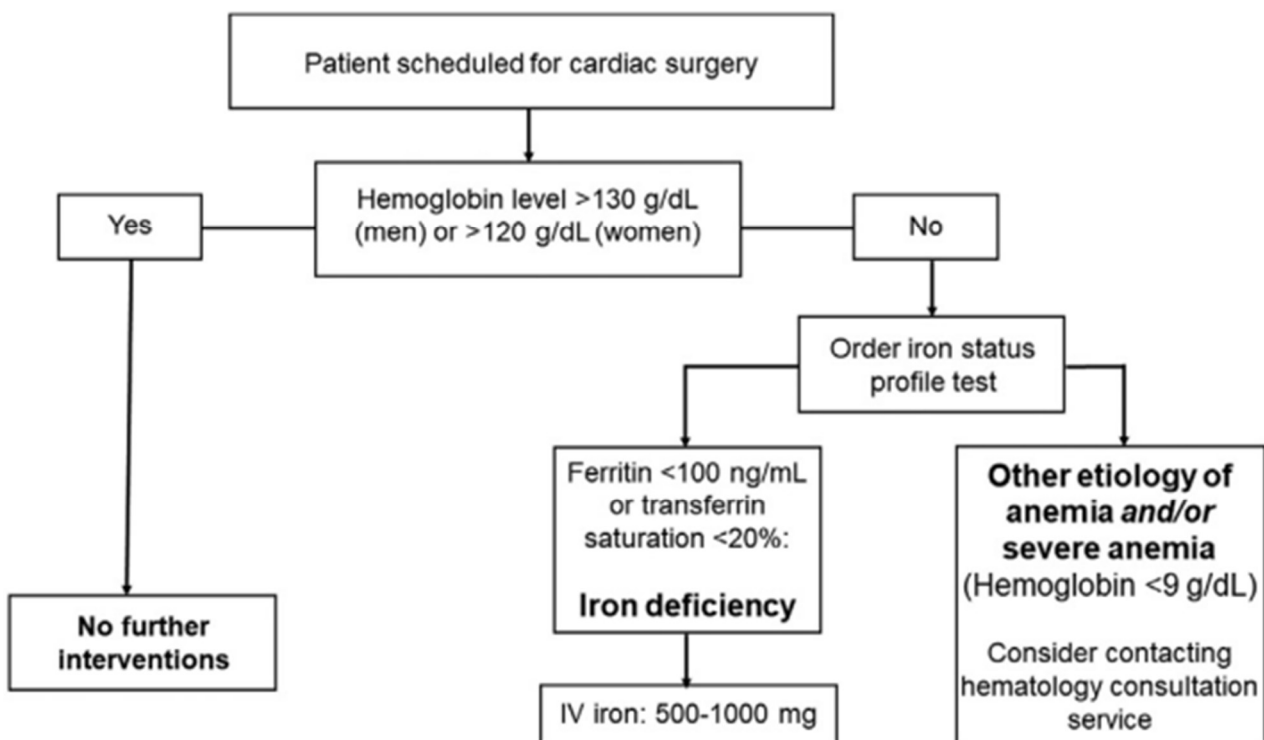 Patient scheduled for cardiac surgery
Hemoglobin level >130 g/dL
(men) or >120 g/dL (women)
Yes
No
Order iron status
profile test
Ferritin <100 ng/mL
or transferrin
saturation <20%:
Iron deficiency
Other etiology of
anemia and/or
severe anemia
(Hemoglobin <9 g/dL)
Consider contacting
hematology consultation
service
No further
interventions
IV iron: 500-1000 mg